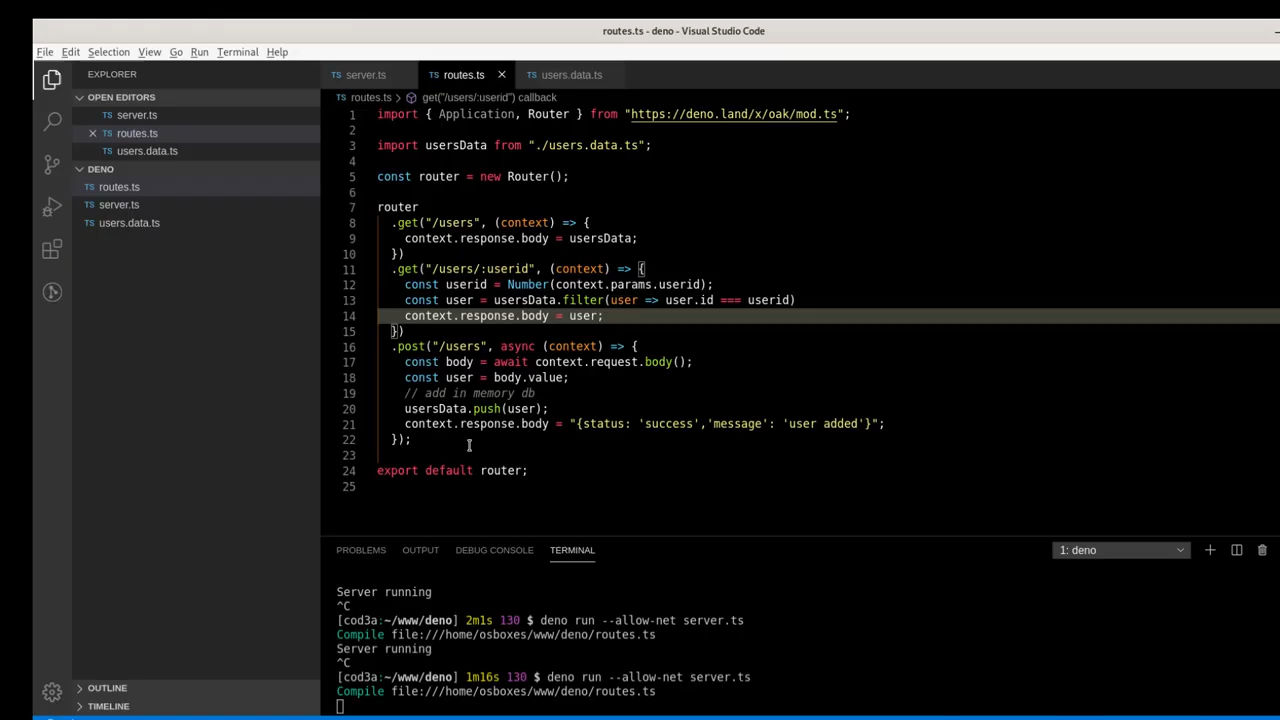 routes.ts - deno - Visual Studio Code
File Edit Selection View Go Run Terminal Help
EXPLORER
OPEN EDITORS
TS server.ts
TS routes.ts
TS users.data.ts
DENO
TS routes.ts
TS server.ts
TS users.data.ts
OUTLINE
TIMELINE
TS server.ts TS routes.ts TS users.data.ts
TS routes.ts > get("/users/:userid") callback
1 import { Application, Router } from "https://deno.land/x/oak/mod.ts";
2
3 import usersData from "./users.data.ts";
4
5 const router = new Router();
6
7 router
8 .get("/users", (context) => {
9 context.response.body = usersData;
10 })
11 .get("/users/:userid", (context) => {
12 const userid = Number(context.params.userid);
13 const user = usersData.filter(user => user.id === userid)
14 context.response.body = user;
15 })
16 .post("/users", async (context) => {
17 const body = await context.request.body();
18 const user = body.value;
19 // add in memory db
20 usersData.push(user);
21 context.response.body = "{status: 'success','message': 'user added'}";
22 });
23
24 export default router;
25
PROBLEMS OUTPUT DEBUG CONSOLE TERMINAL 1: deno
Server running
^C
[cod3a:~/www/deno] 2m1s 130 $ deno run --allow-net server.ts
Compile file:///home/osboxes/www/deno/routes.ts
Server running
^C
[cod3a:~/www/deno] 1m16s 130 $ deno run --allow-net server.ts
Compile file:///home/osboxes/www/deno/routes.ts